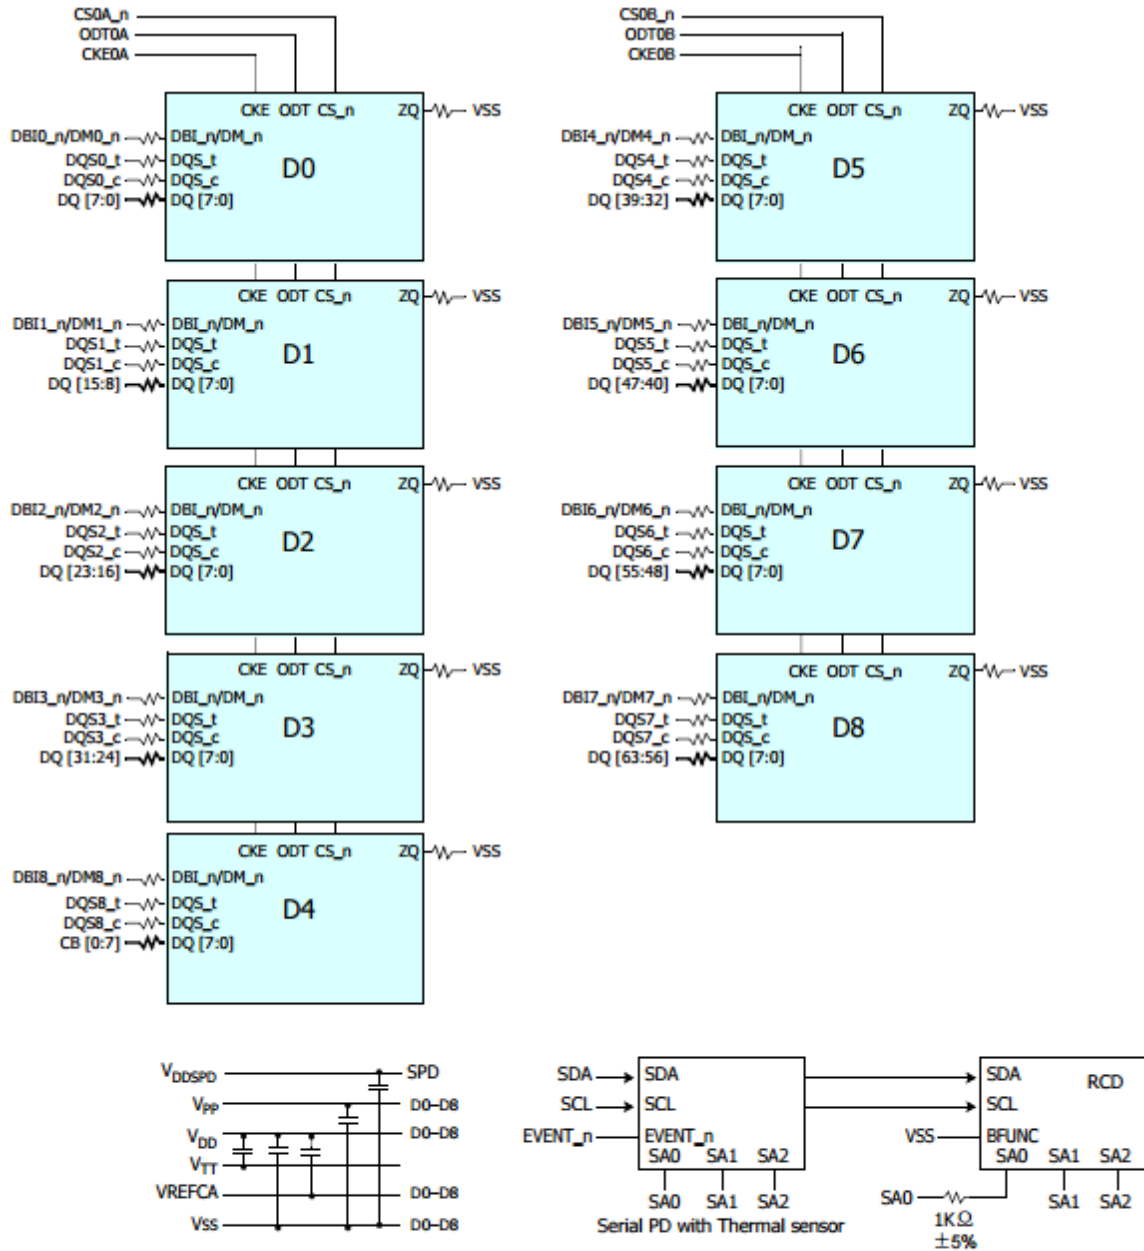 CS0A_n
ODT0A
CKE0A
CKE ODT CS_n ZQ VSS
DBI0_n/DM0_n DBI_n/DM_n
DQS0_t DQS_t
DQS0_c DQS_c
DQ [7:0] DQ [7:0]
D0
CKE ODT CS_n ZQ VSS
DBI1_n/DM1_n DBI_n/DM_n
DQS1_t DQS_t
DQS1_c DQS_c
DQ [15:8] DQ [7:0]
D1
CKE ODT CS_n ZQ VSS
DBI2_n/DM2_n DBI_n/DM_n
DQS2_t DQS_t
DQS2_c DQS_c
DQ [23:16] DQ [7:0]
D2
CKE ODT CS_n ZQ VSS
DBI3_n/DM3_n DBI_n/DM_n
DQS3_t DQS_t
DQS3_c DQS_c
DQ [31:24] DQ [7:0]
D3
CKE ODT CS_n ZQ VSS
DBI8_n/DM8_n DBI_n/DM_n
DQS8_t DQS_t
DQS8_c DQS_c
CB [0:7] DQ [7:0]
D4
CS0B_n
ODT0B
CKE0B
CKE ODT CS_n ZQ VSS
DBI4_n/DM4_n DBI_n/DM_n
DQS4_t DQS_t
DQS4_c DQS_c
DQ [39:32] DQ [7:0]
D5
CKE ODT CS_n ZQ VSS
DBI5_n/DM5_n DBI_n/DM_n
DQS5_t DQS_t
DQS5_c DQS_c
DQ [47:40] DQ [7:0]
D6
CKE ODT CS_n ZQ VSS
DBI6_n/DM6_n DBI_n/DM_n
DQS6_t DQS_t
DQS6_c DQS_c
DQ [55:48] DQ [7:0]
D7
CKE ODT CS_n ZQ VSS
DBI7_n/DM7_n DBI_n/DM_n
DQS7_t DQS_t
DQS7_c DQS_c
DQ [63:56] DQ [7:0]
D8
VDDSPD SPD
VPP D0–D8
VDD D0–D8
VTT
VREFCA D0–D8
VSS D0–D8
SDA SDA
SCL SCL
EVENT_n EVENT_n
SA0 SA1 SA2
SA0 SA1 SA2
Serial PD with Thermal sensor
SDA RCD
SCL
VSS BFUNC
SA0 SA1 SA2
SA0 SA1 SA2
1KΩ
±5%